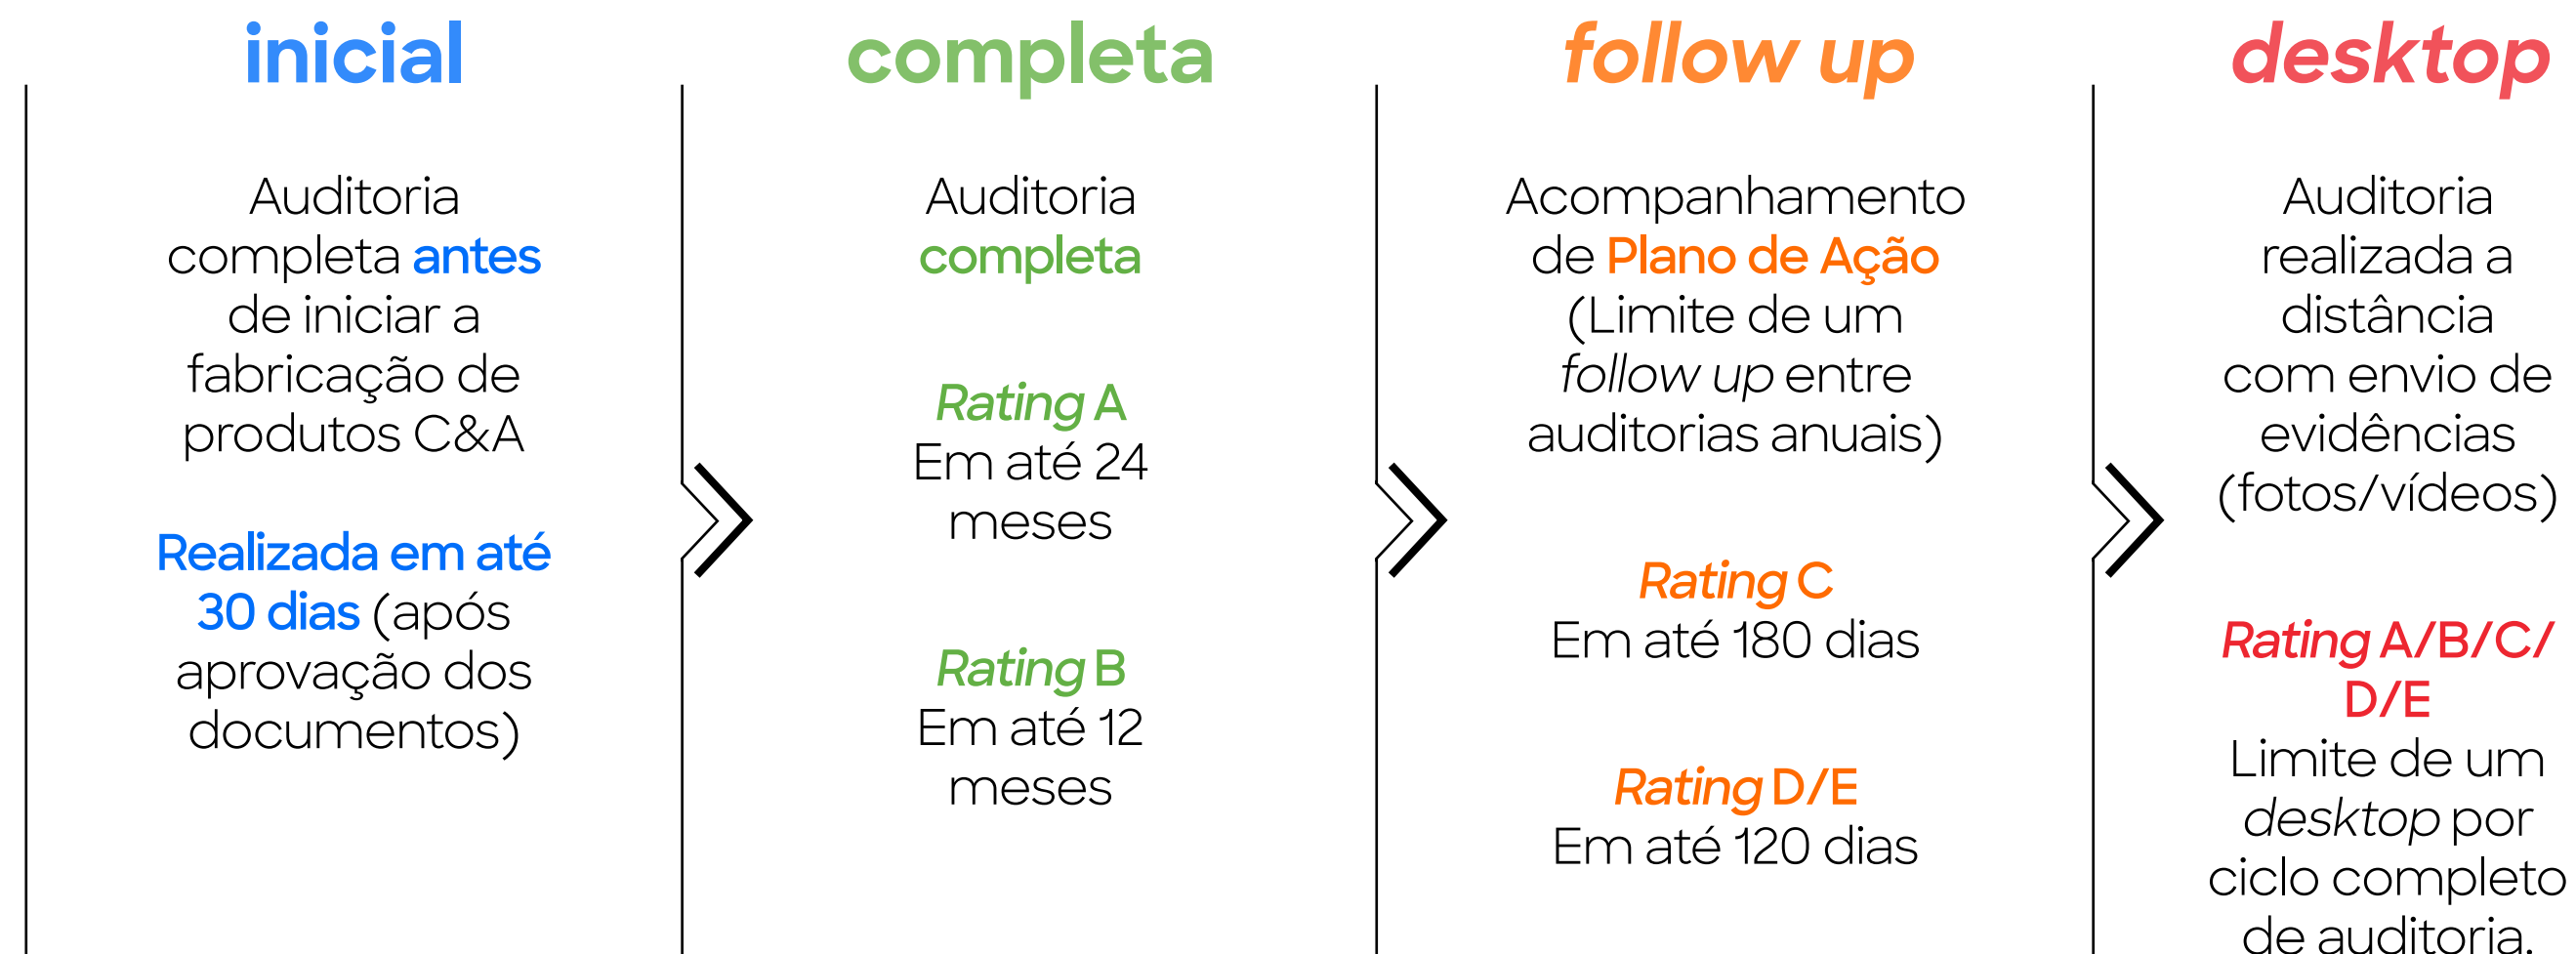 inicial
Auditoria
completa antes
de iniciar a
fabricação de
produtos C&A
Realizada em até
30 dias (após
aprovação dos
documentos)
completa
Auditoria
completa
Rating A
Em até 24
meses
Rating B
Em até 12
meses
follow up
Acompanhamento
de Plano de Ação
(Limite de um
follow up entre
auditorias anuais)
Rating C
Em até 180 dias
Rating D/E
Em até 120 dias
desktop
Auditoria
realizada a
distância
com envio de
evidências
(fotos/vídeos)
Rating A/B/C/
D/E
Limite de um
desktop por
ciclo completo
de auditoria.